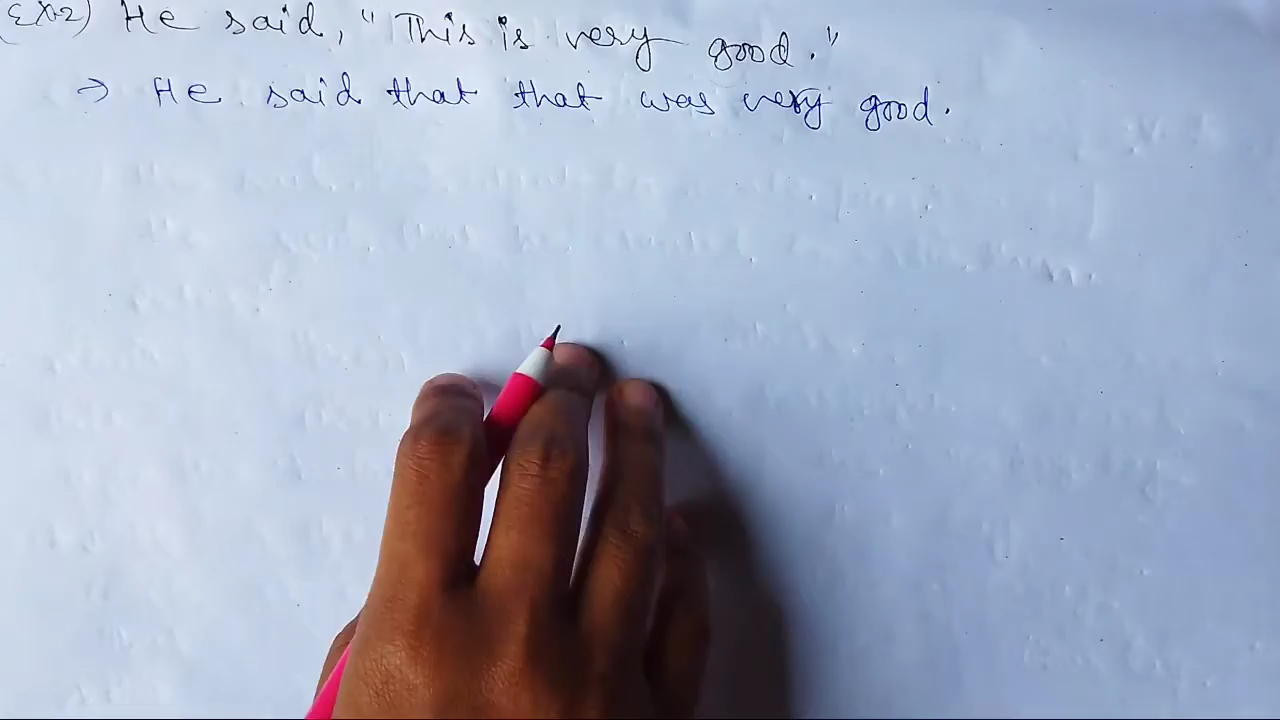 (Ex-2) He said, "This is very good."
→ He said that that was very good.